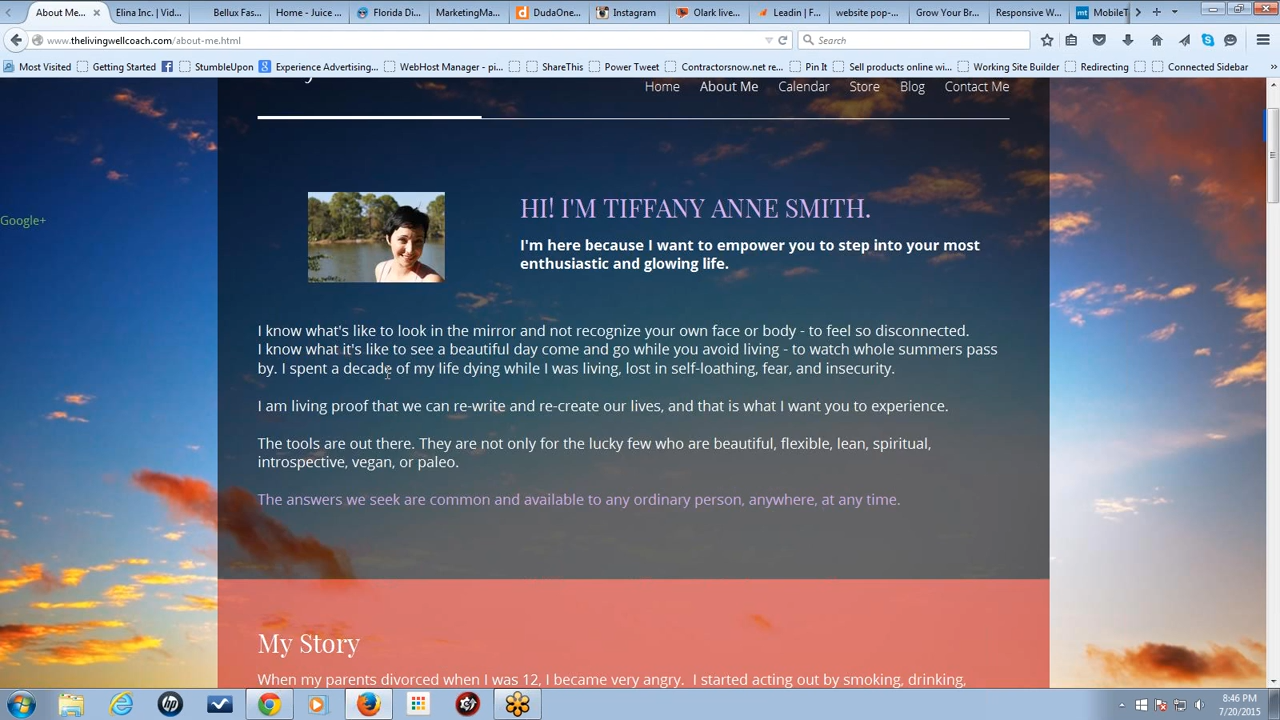 About Me...
Elina Inc. | Vid...
Bellux Fas...
Home - Juice ...
Florida Di...
MarketingMa...
DudaOne...
Instagram
Olark live...
Leadin | F...
website pop-...
Grow Your Br...
Responsive W...
MobileT
www.thelivingwellcoach.com/about-me.html
Search
Most Visited
Getting Started
StumbleUpon
Experience Advertising...
WebHost Manager - pi...
ShareThis
Power Tweet
Contractorsnow.net re...
Pin It
Sell products online wi...
Working Site Builder
Redirecting
Connected Sidebar
Home
About Me
Calendar
Store
Blog
Contact Me
Google+
HI! I'M TIFFANY ANNE SMITH.
I'm here because I want to empower you to step into your most
enthusiastic and glowing life.
I know what's like to look in the mirror and not recognize your own face or body - to feel so disconnected.
I know what it's like to see a beautiful day come and go while you avoid living - to watch whole summers pass
by. I spent a decade of my life dying while I was living, lost in self-loathing, fear, and insecurity.
I am living proof that we can re-write and re-create our lives, and that is what I want you to experience.
The tools are out there. They are not only for the lucky few who are beautiful, flexible, lean, spiritual,
introspective, vegan, or paleo.
The answers we seek are common and available to any ordinary person, anywhere, at any time.
My Story
When my parents divorced when I was 12, I became very angry. I started acting out by smoking, drinking,
8:46 PM
7/20/2015